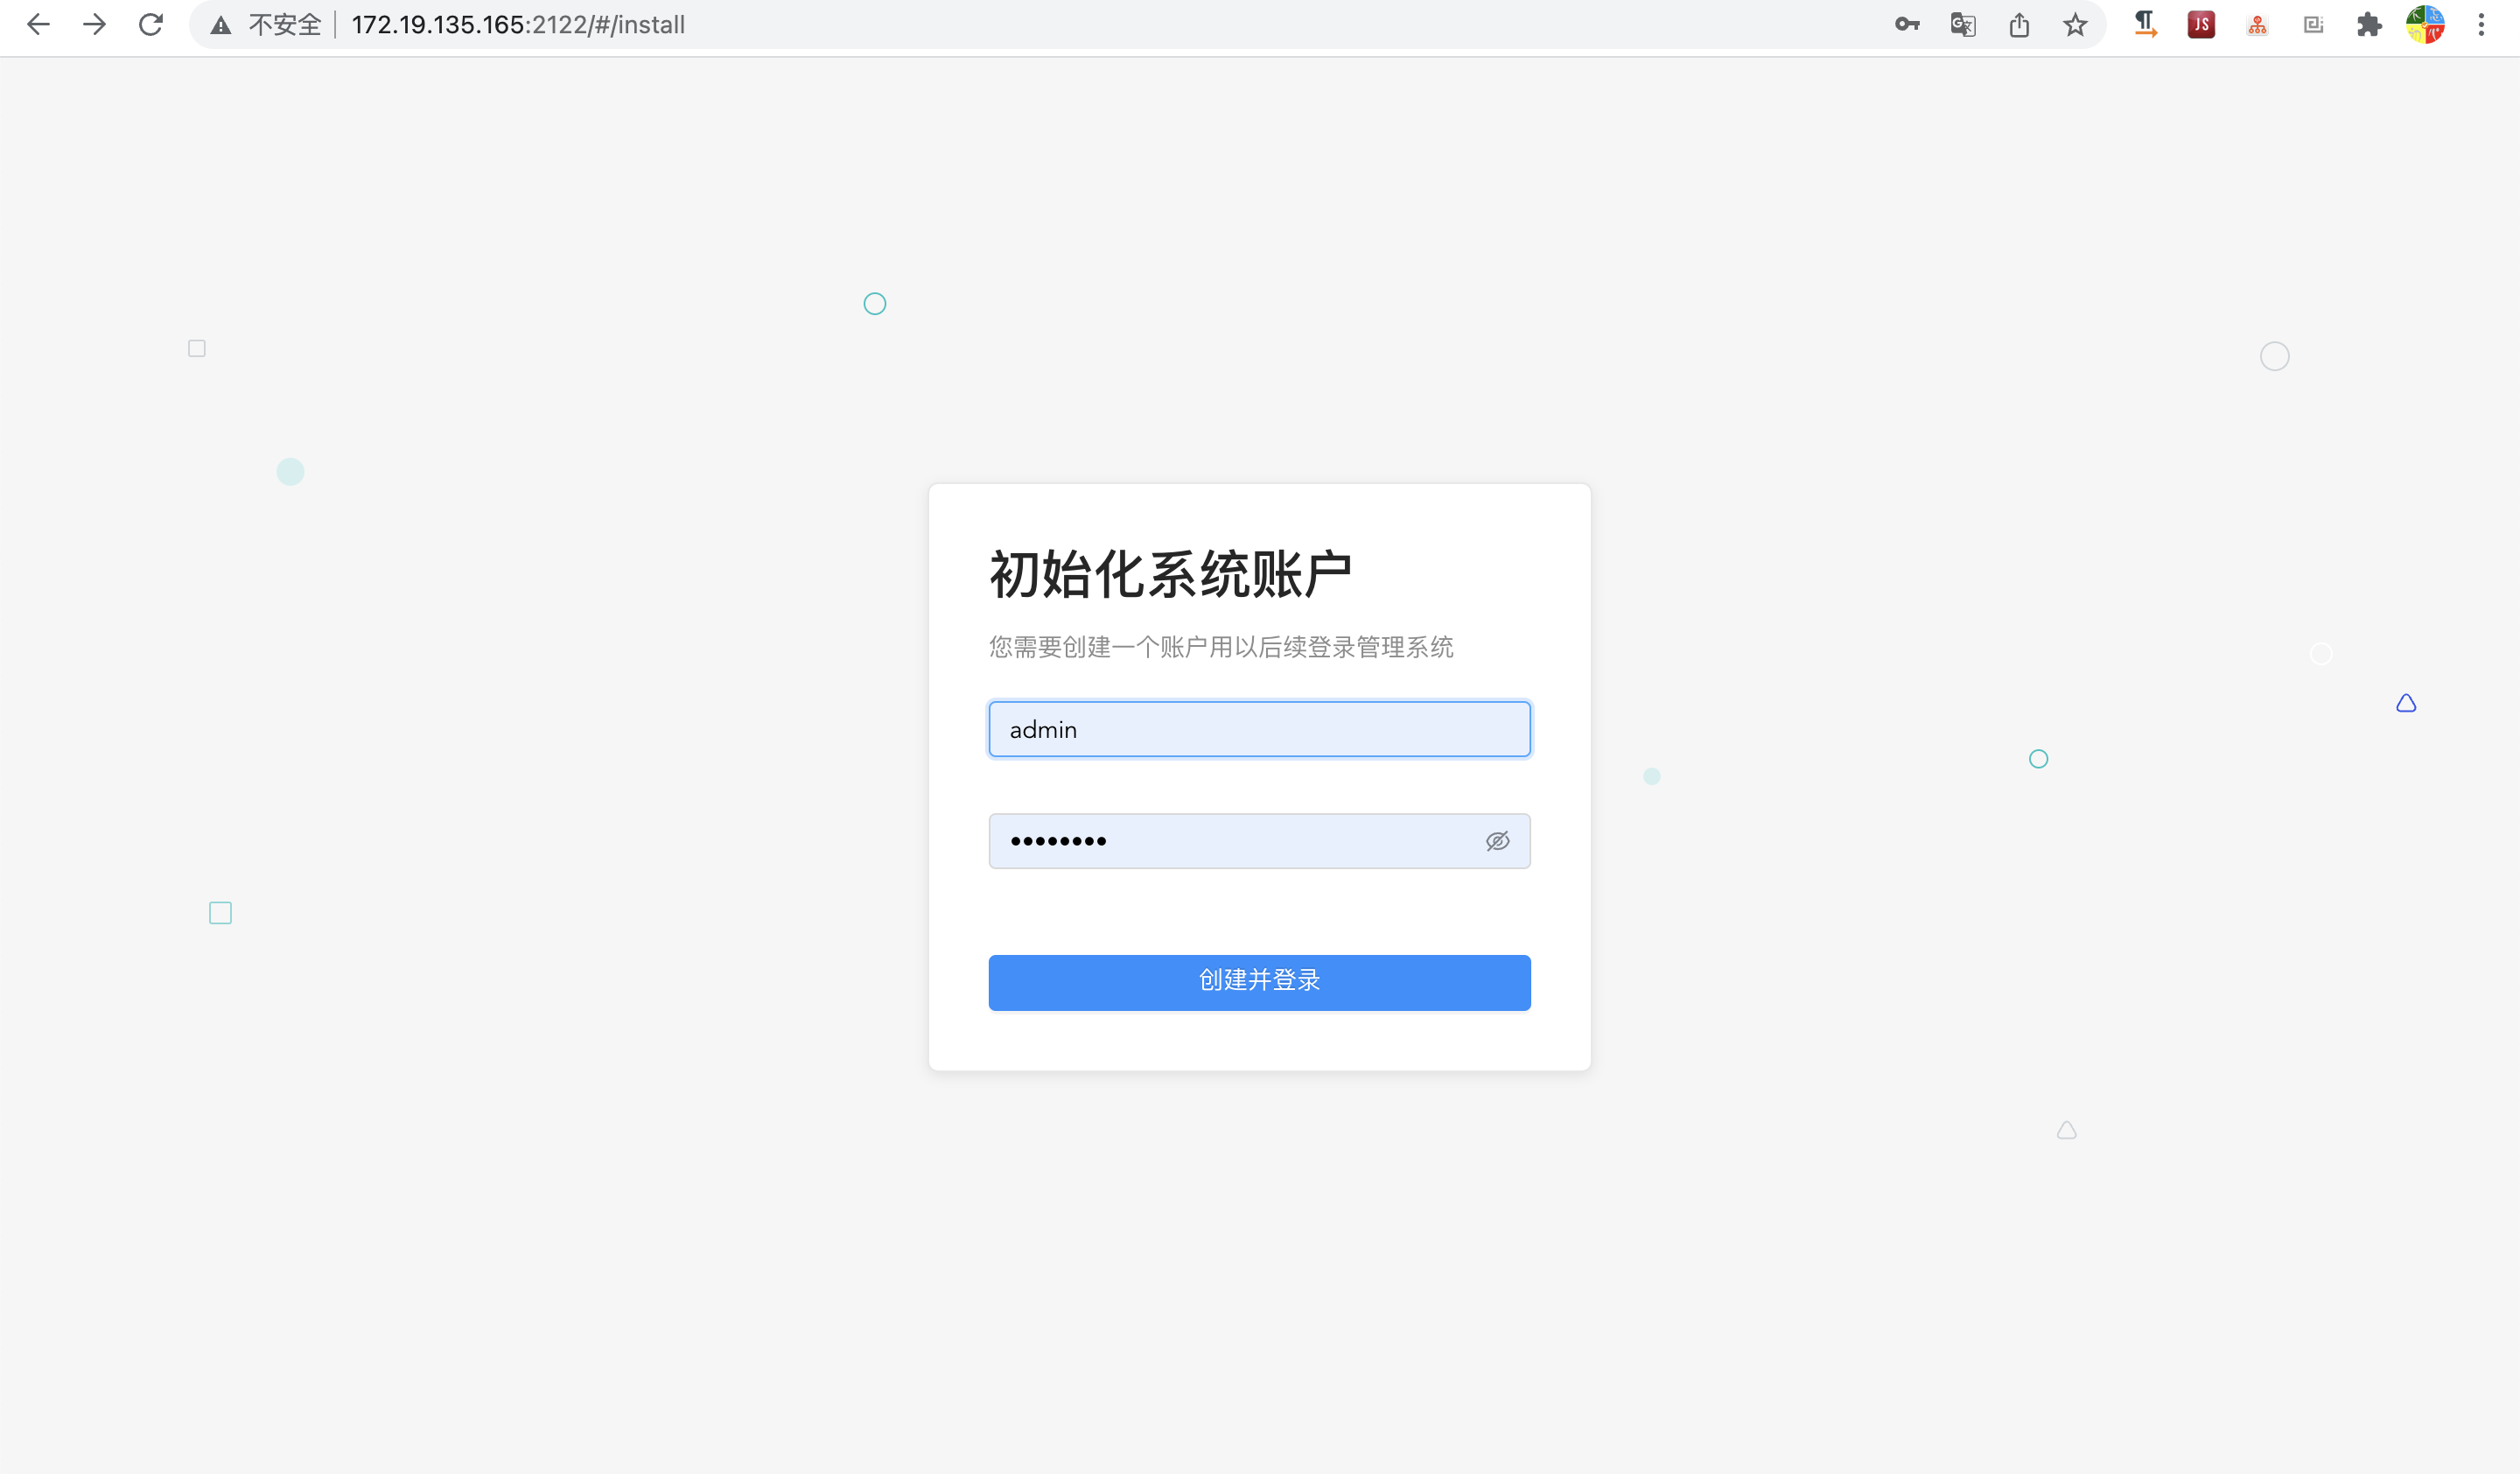 不安全 172.19.135.165:2122/#/install
JS
初始化系统账户
您需要创建一个账户用以后续登录管理系统
admin
••••••••
创建并登录